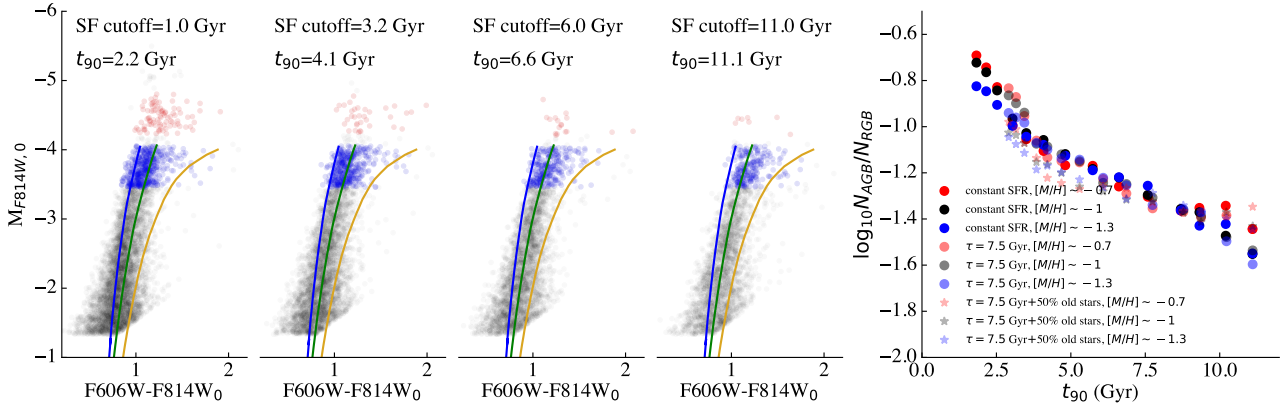 SF cutoff=1.0 Gyr
t90=2.2 Gyr
SF cutoff=3.2 Gyr
t90=4.1 Gyr
SF cutoff=6.0 Gyr
t90=6.6 Gyr
SF cutoff=11.0 Gyr
t90=11.1 Gyr
−6
−5
−4
−3
−2
−1
MF814W, 0
1
2
1
2
1
2
1
2
F606W-F814W0
F606W-F814W0
F606W-F814W0
F606W-F814W0
−0.6
−0.8
−1.0
−1.2
−1.4
−1.6
−1.8
−2.0
log10 NAGB/NRGB
constant SFR, [M/H] ∼ −0.7
constant SFR, [M/H] ∼ −1
constant SFR, [M/H] ∼ −1.3
τ = 7.5 Gyr, [M/H] ∼ −0.7
τ = 7.5 Gyr, [M/H] ∼ −1
τ = 7.5 Gyr, [M/H] ∼ −1.3
τ = 7.5 Gyr+50% old stars, [M/H] ∼ −0.7
τ = 7.5 Gyr+50% old stars, [M/H] ∼ −1
τ = 7.5 Gyr+50% old stars, [M/H] ∼ −1.3
0.0
2.5
5.0
7.5
10.0
t90 (Gyr)